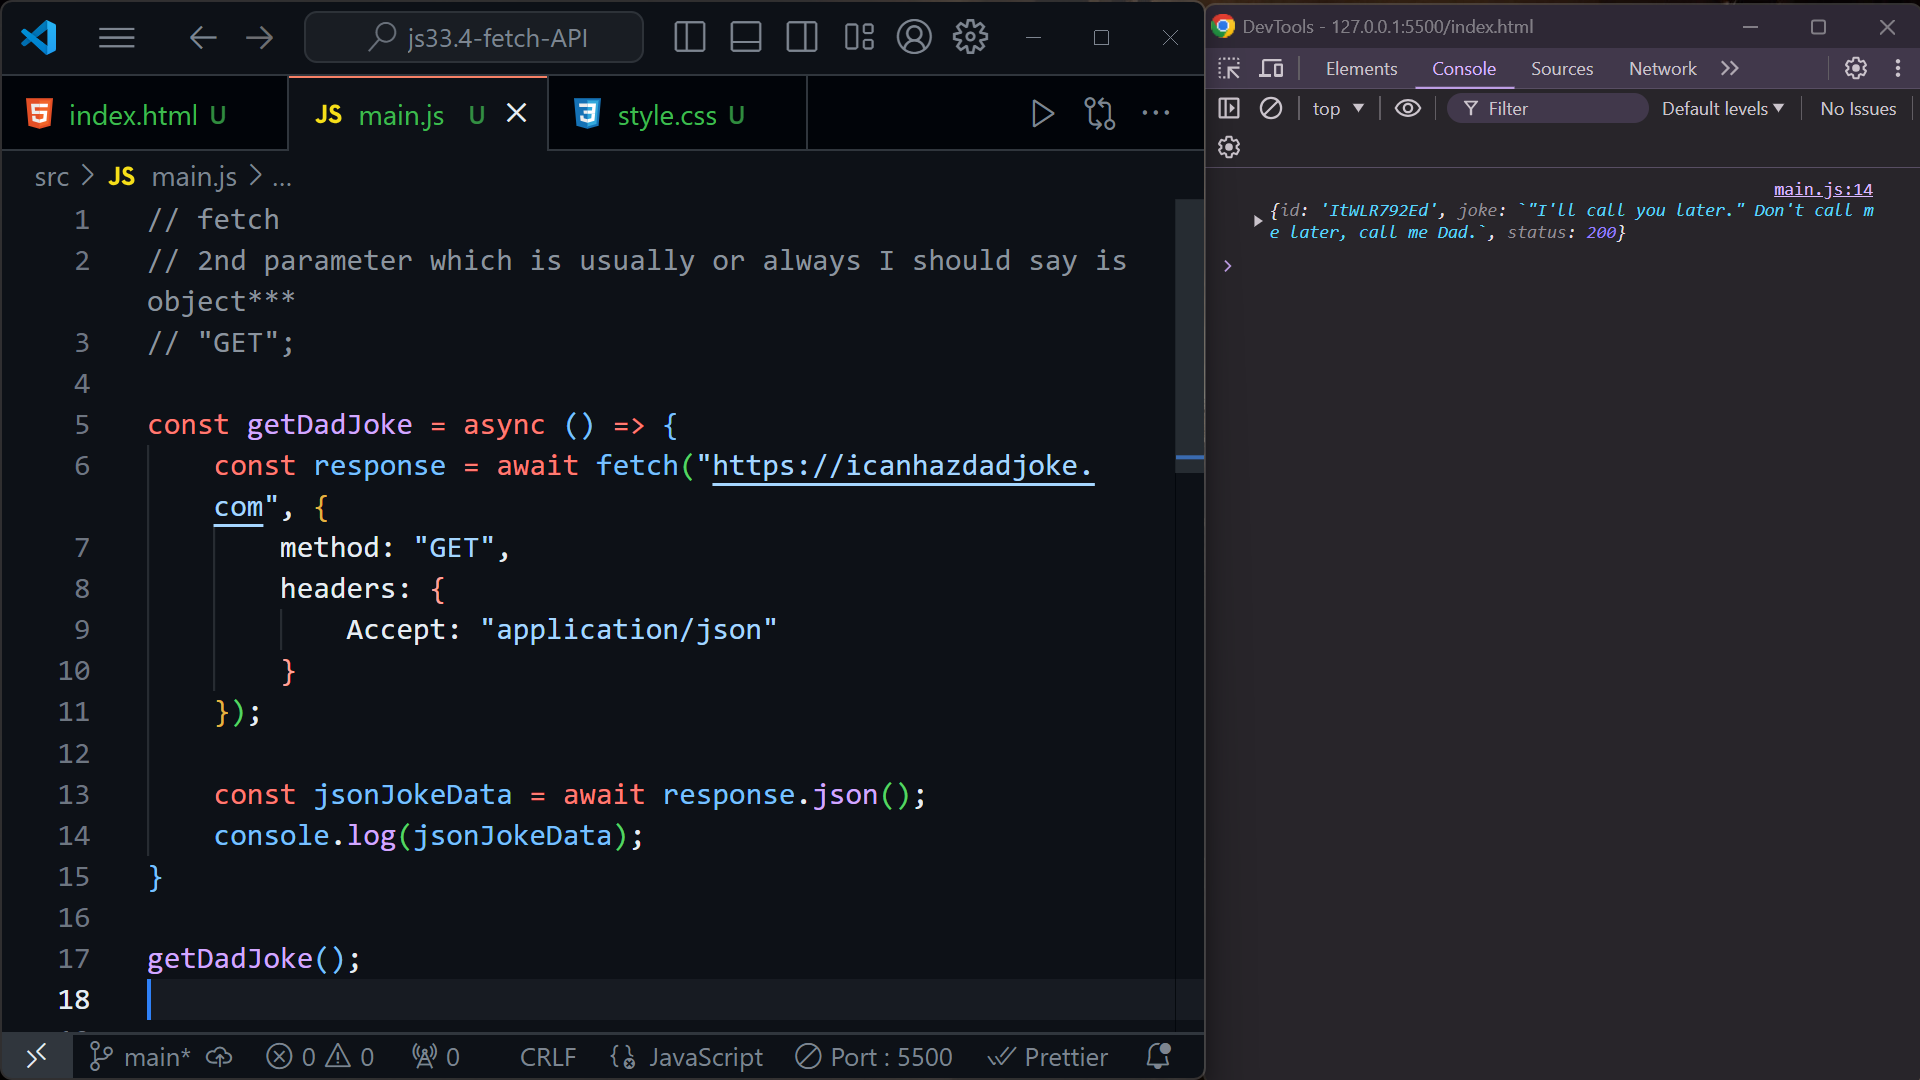 js33.4-fetch-API
index.html U
JS main.js U
style.css U
src > JS main.js > ...
1 // fetch
2 // 2nd parameter which is usually or always I should say is
object***
3 // "GET";
4
5 const getDadJoke = async () => {
6 const response = await fetch("https://icanhazdadjoke.
com", {
7 method: "GET",
8 headers: {
9 Accept: "application/json"
10 }
11 });
12
13 const jsonJokeData = await response.json();
14 console.log(jsonJokeData);
15 }
16
17 getDadJoke();
18
main* 0 0 0 CRLF JavaScript Port : 5500 Prettier
DevTools - 127.0.0.1:5500/index.html
Elements Console Sources Network
top Filter Default levels No Issues
main.js:14
{id: 'ItWLR792Ed', joke: `"I'll call you later." Don't call m
e later, call me Dad.`, status: 200}